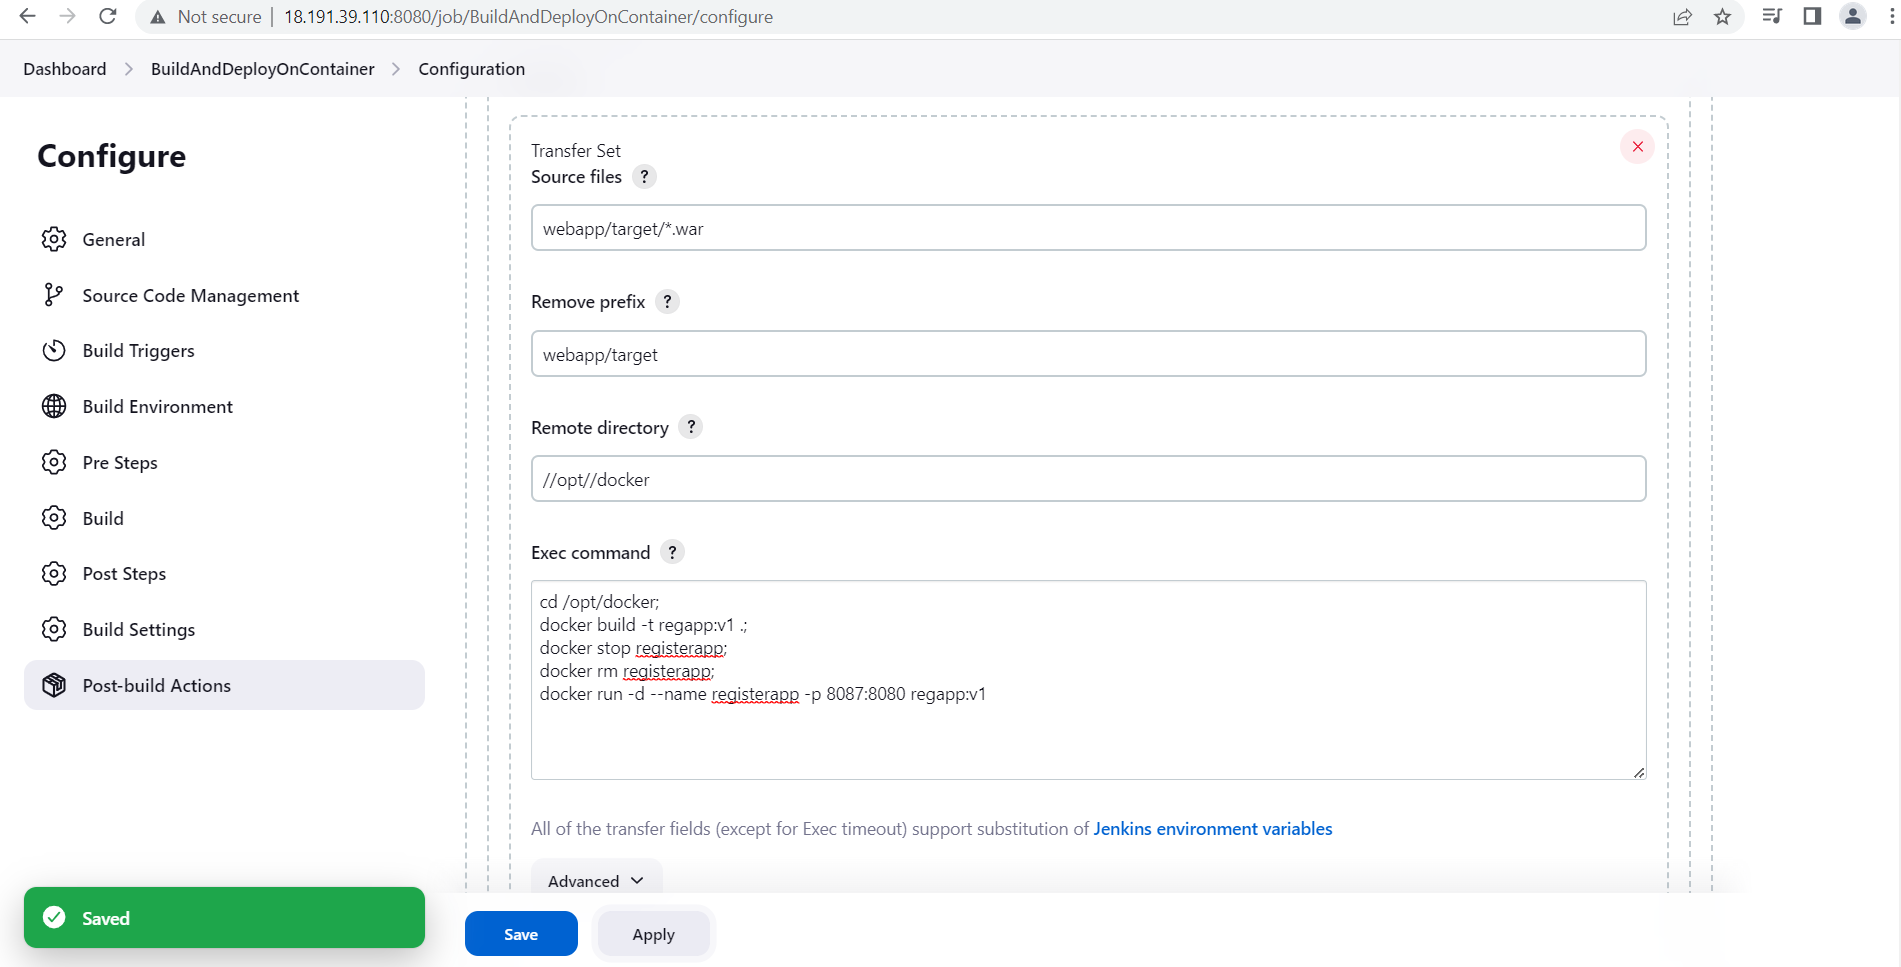 Not secure | 18.191.39.110:8080/job/BuildAndDeployOnContainer/configure
Dashboard > BuildAndDeployOnContainer > Configuration
Configure
General
Source Code Management
Build Triggers
Build Environment
Pre Steps
Build
Post Steps
Build Settings
Post-build Actions
Saved
Transfer Set
Source files ?
webapp/target/*.war
Remove prefix ?
webapp/target
Remote directory ?
//opt//docker
Exec command ?
cd /opt/docker;
docker build -t regapp:v1 .;
docker stop registerapp;
docker rm registerapp;
docker run -d --name registerapp -p 8087:8080 regapp:v1
All of the transfer fields (except for Exec timeout) support substitution of Jenkins environment variables
Advanced
Save
Apply